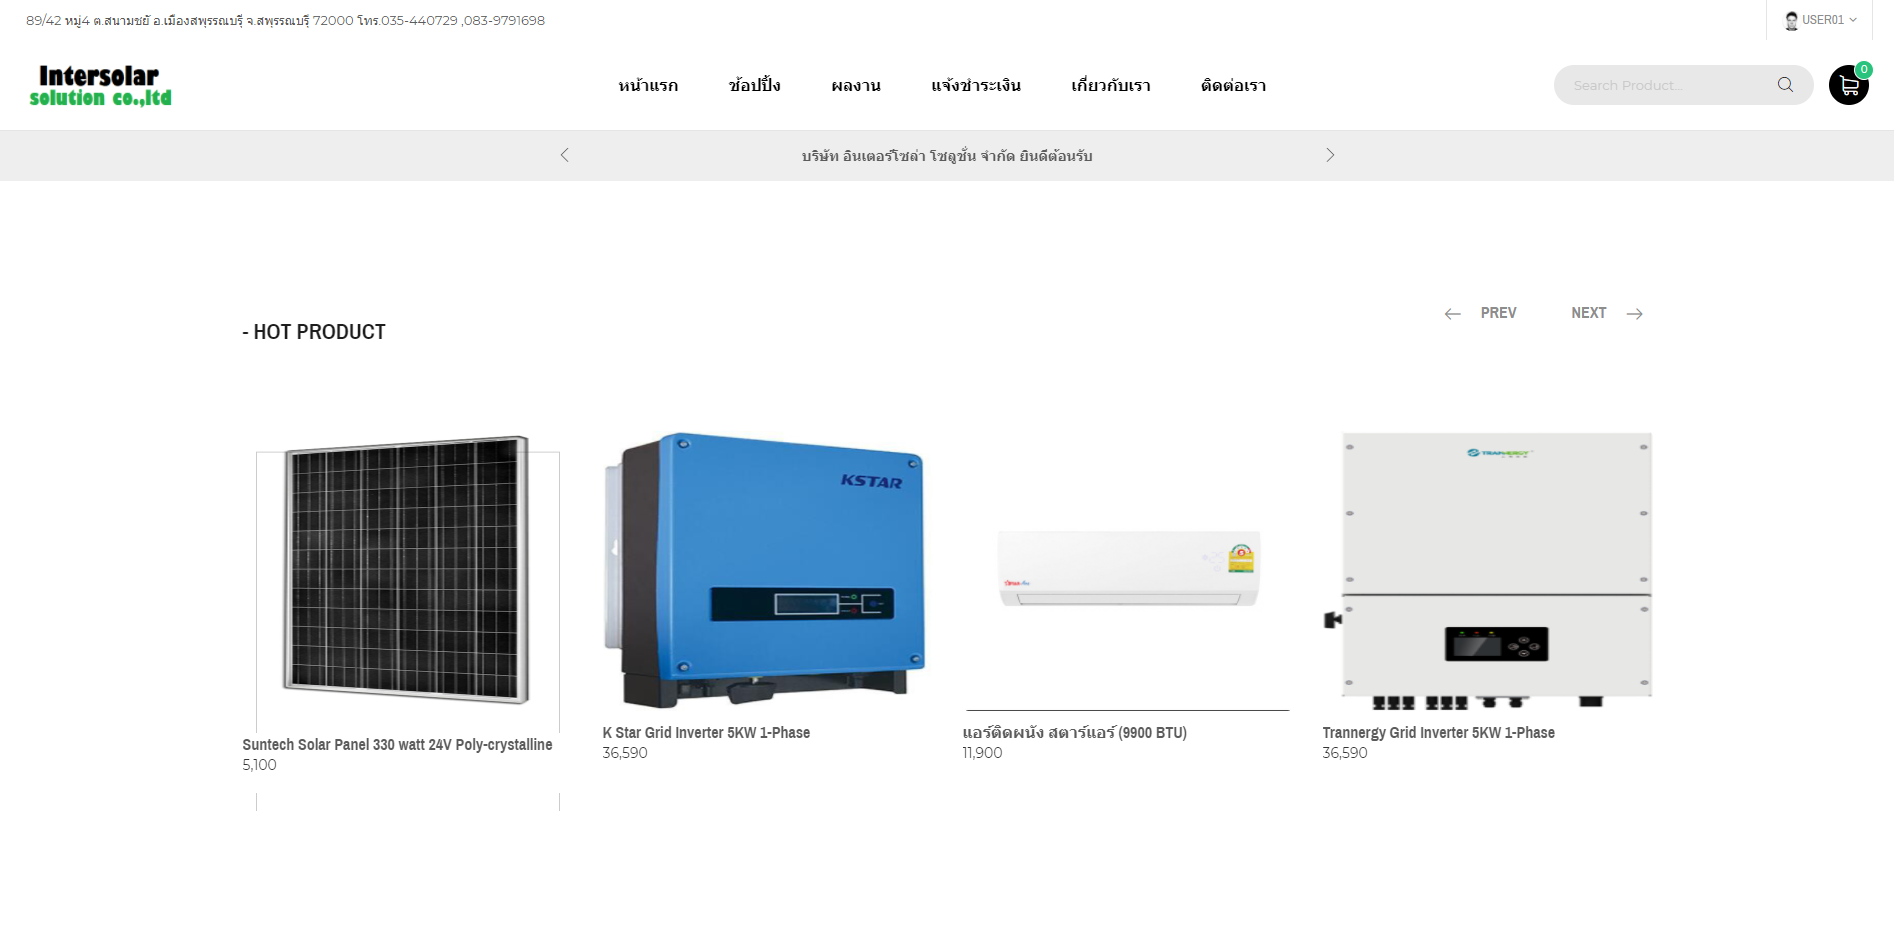 89/42 หมู่4 ต.สนามชัย อ.เมืองสุพรรณบุรี จ.สุพรรณบุรี 72000 โทร.035-440729 ,083-9791698
USER01
Intersolar
solution co.,ltd
หน้าแรก ช้อปปิ้ง ผลงาน แจ้งชำระเงิน เกี่ยวกับเรา ติดต่อเรา
Search Product...
0
บริษัท อินเตอร์โซล่า โซลูชั่น จำกัด ยินดีต้อนรับ
PREV NEXT
- HOT PRODUCT
KSTAR
TRANNERGY
Suntech Solar Panel 330 watt 24V Poly-crystalline
5,100
K Star Grid Inverter 5KW 1-Phase
36,590
แอร์ติดผนัง สตาร์แอร์ (9900 BTU)
11,900
Trannergy Grid Inverter 5KW 1-Phase
36,590